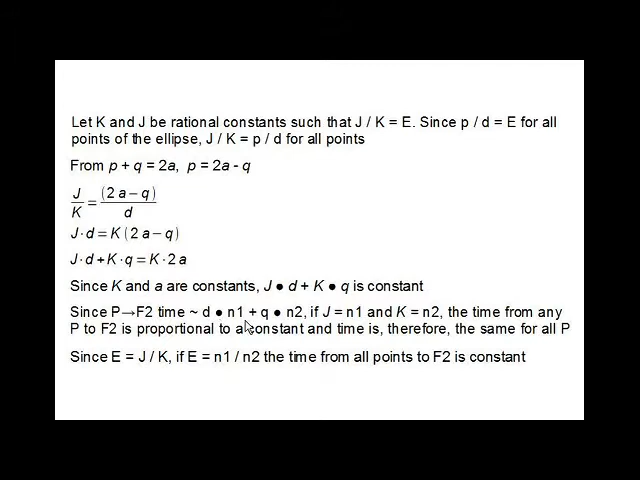 Let K and J be rational constants such that J / K = E. Since p / d = E for all
points of the ellipse, J / K = p / d for all points
From p + q = 2a, p = 2a - q
J/K = (2 a − q)/d
J·d = K (2 a − q)
J·d + K·q = K·2 a
Since K and a are constants, J ● d + K ● q is constant
Since P→F2 time ~ d ● n1 + q ● n2, if J = n1 and K = n2, the time from any
P to F2 is proportional to a constant and time is, therefore, the same for all P
Since E = J / K, if E = n1 / n2 the time from all points to F2 is constant